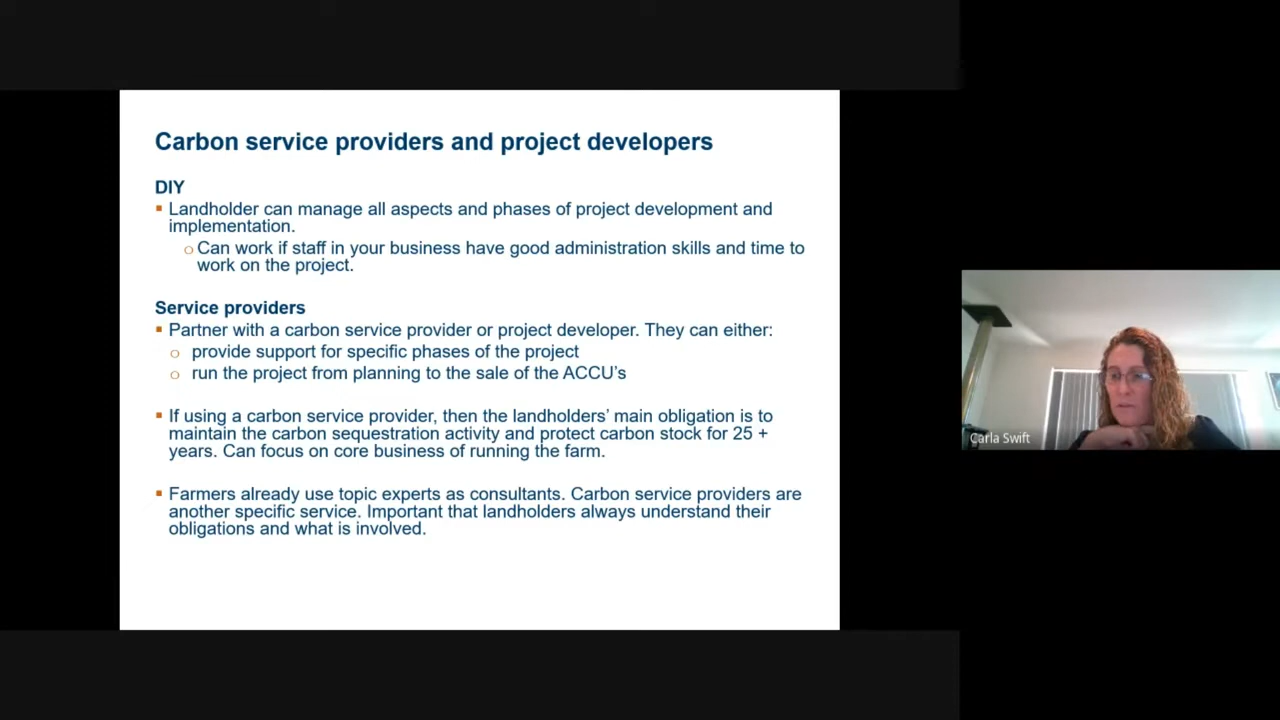 Carbon service providers and project developers
DIY
▪ Landholder can manage all aspects and phases of project development and
implementation.
o Can work if staff in your business have good administration skills and time to
work on the project.
Service providers
▪ Partner with a carbon service provider or project developer. They can either:
o provide support for specific phases of the project
o run the project from planning to the sale of the ACCU's
▪ If using a carbon service provider, then the landholders' main obligation is to
maintain the carbon sequestration activity and protect carbon stock for 25 +
years. Can focus on core business of running the farm.
▪ Farmers already use topic experts as consultants. Carbon service providers are
another specific service. Important that landholders always understand their
obligations and what is involved.
Carla Swift